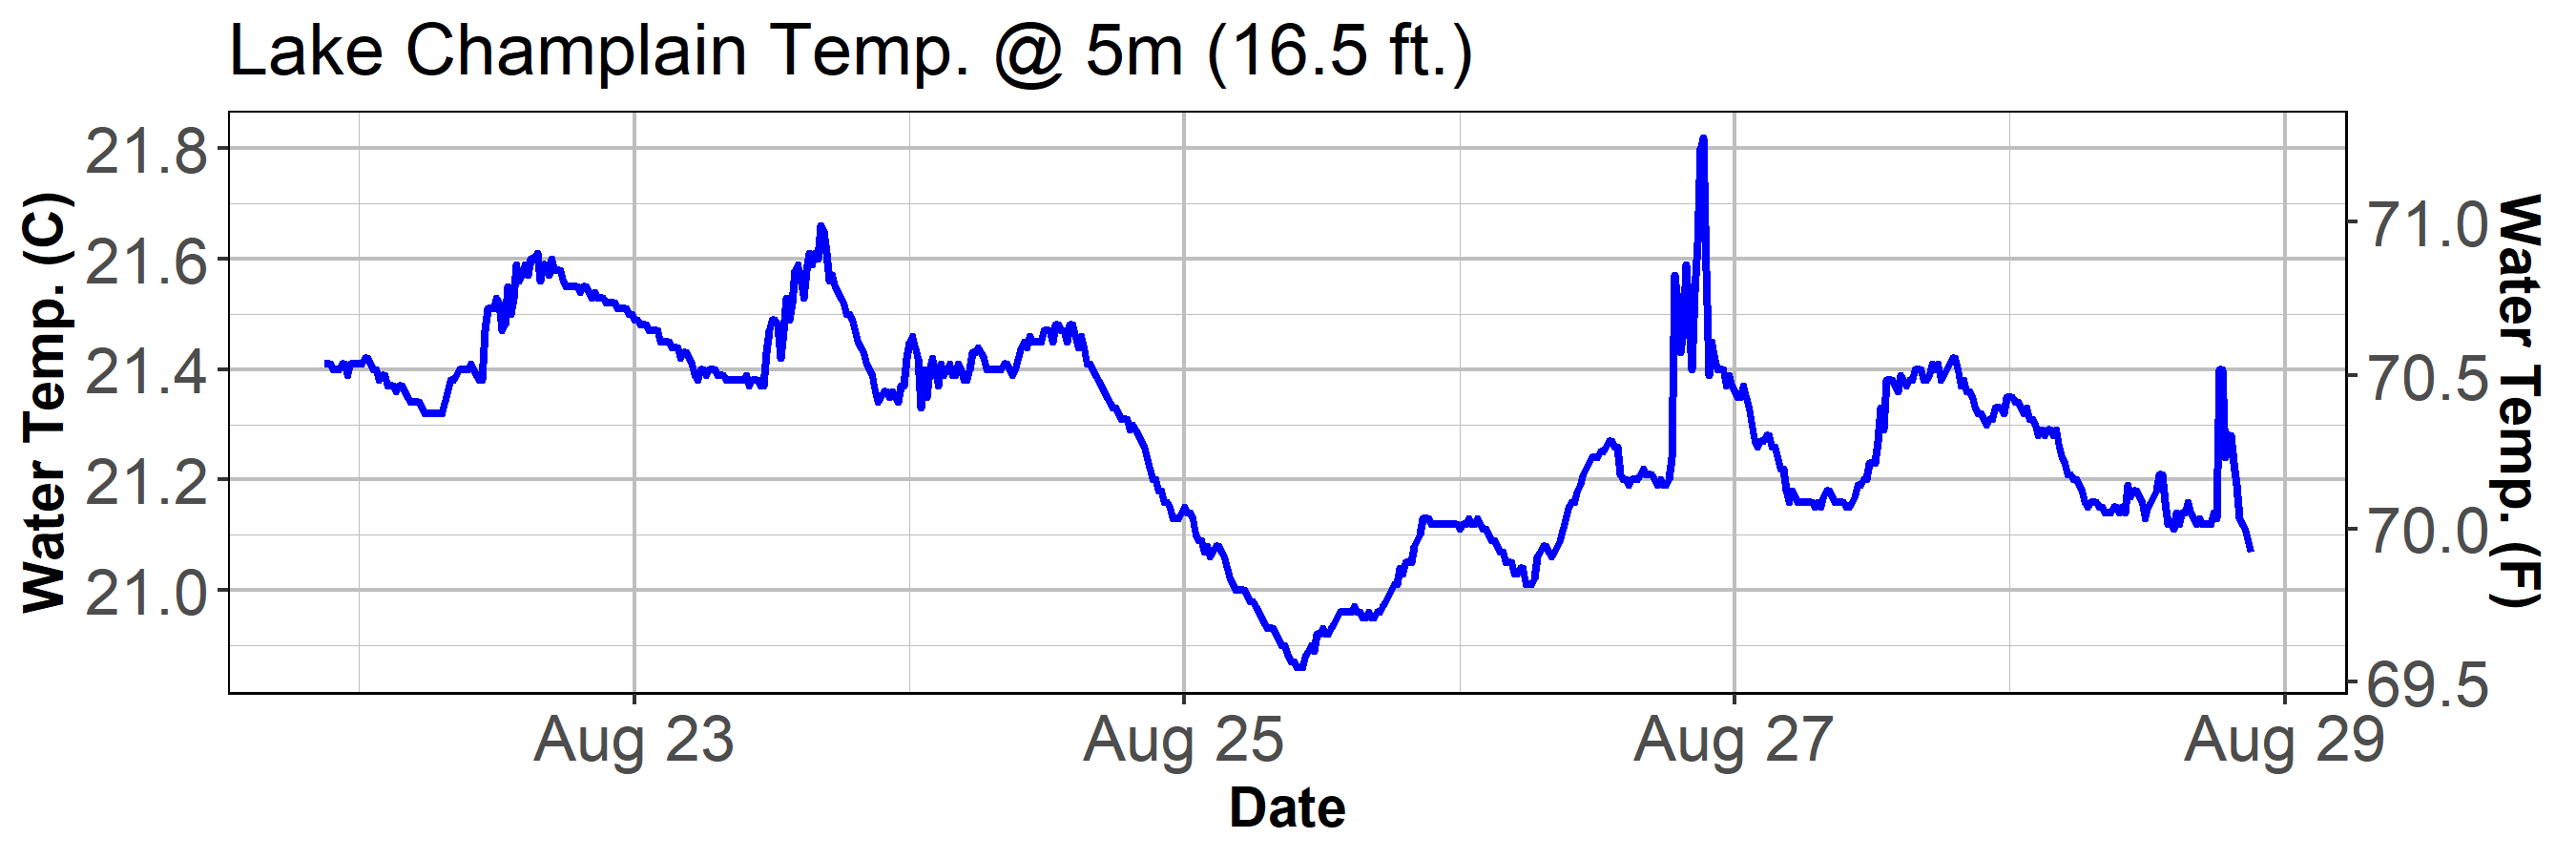 Lake Champlain Temp. @ 5m (16.5 ft.)
Water Temp. (C)
21.8
21.6
21.4
21.2
21.0
71.0
70.5
70.0
69.5
Water Temp. (F)
Aug 23
Aug 25
Aug 27
Aug 29
Date